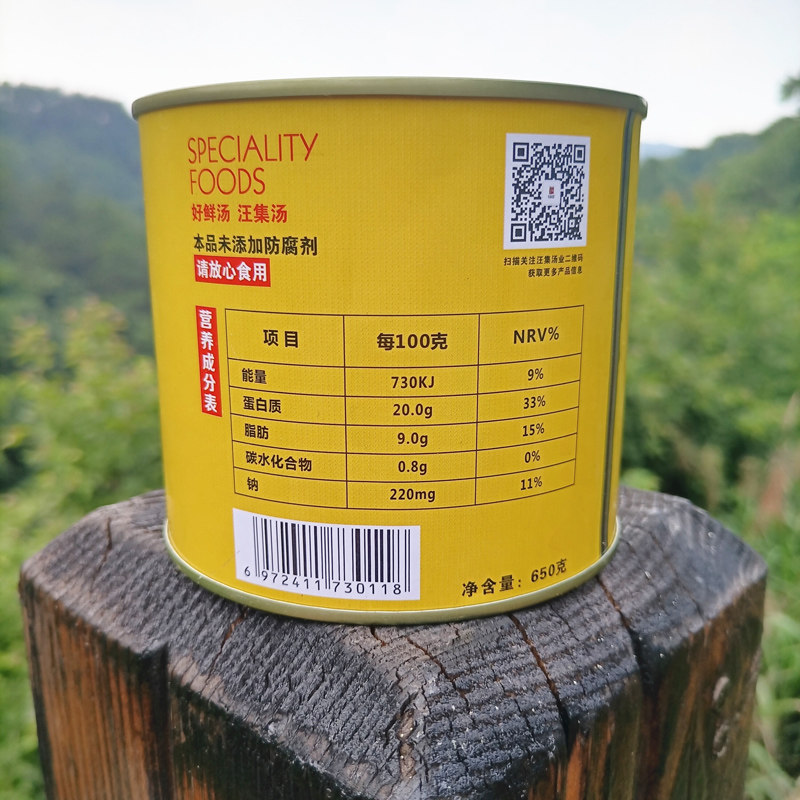 SPECIALITY
FOODS
好鲜汤 汪集汤
本品未添加防腐剂
请放心食用
扫描关注汪集汤业二维码
获取更多产品信息
营养成分表
项目 每100克 NRV%
能量 730KJ 9%
蛋白质 20.0g 33%
脂肪 9.0g 15%
碳水化合物 0.8g 0%
钠 220mg 11%
6 972411 730118
净含量：650克